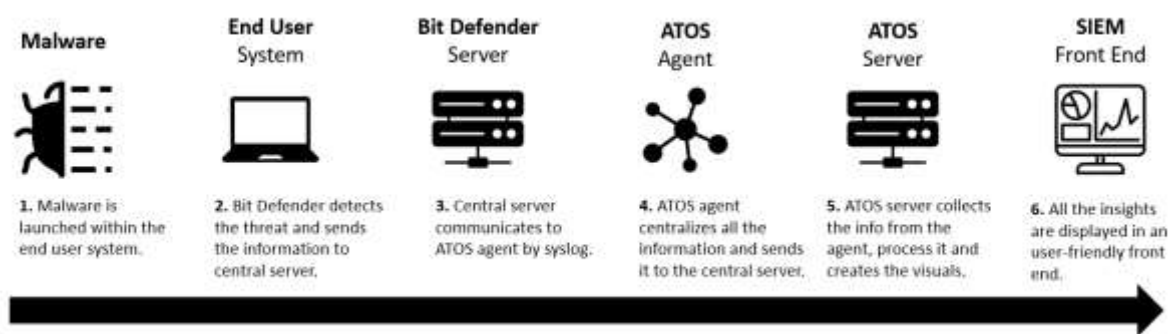 Malware
End User
System
Bit Defender
Server
ATOS
Agent
ATOS
Server
SIEM
Front End
1. Malware is
launched within the
end user system.
2. Bit Defender detects
the threat and sends
the information to
central server.
3. Central server
communicates to
ATOS agent by syslog.
4. ATOS agent
centralizes all the
information and sends
it to the central server.
5. ATOS server collects
the info from the
agent, process it and
creates the visuals.
6. All the insights
are displayed in an
user-friendly front
end.